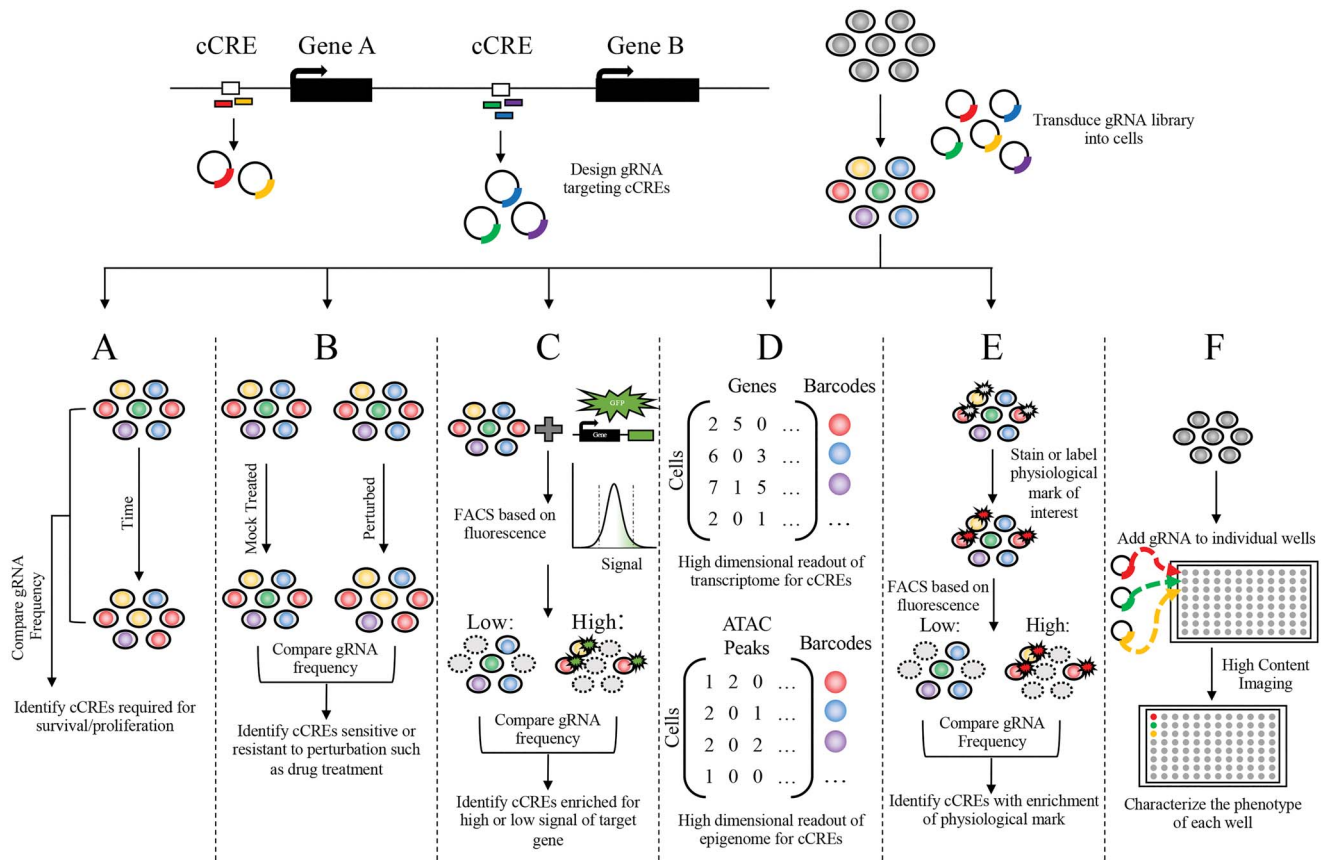 cCRE Gene A cCRE Gene B
Design gRNA
targeting cCREs
Transduce gRNA library
into cells
A
Time
Compare gRNA
Frequency
Identify cCREs required for
survival/proliferation
B
Mock Treated
Perturbed
Compare gRNA
frequency
Identify cCREs sensitive or
resistant to perturbation such
as drug treatment
C
GFP
Gene
FACS based on
fluorescence
Signal
Low: High:
Compare gRNA
frequency
Identify cCREs enriched for
high or low signal of target
gene
D
Genes Barcodes
Cells
2 5 0 ...
6 0 3 ...
7 1 5 ...
2 0 1 ... ...
High dimensional readout of
transcriptome for cCREs
ATAC
Peaks Barcodes
Cells
1 2 0 ...
2 0 1 ...
2 0 2 ...
1 0 0 ... ...
High dimensional readout of
epigenome for cCREs
E
Stain or label
physiological
mark of
interest
FACS based on
fluorescence
Low: High:
Compare gRNA
Frequency
Identify cCREs with enrichment
of physiological mark
F
Add gRNA to individual wells
High Content
Imaging
Characterize the phenotype
of each well